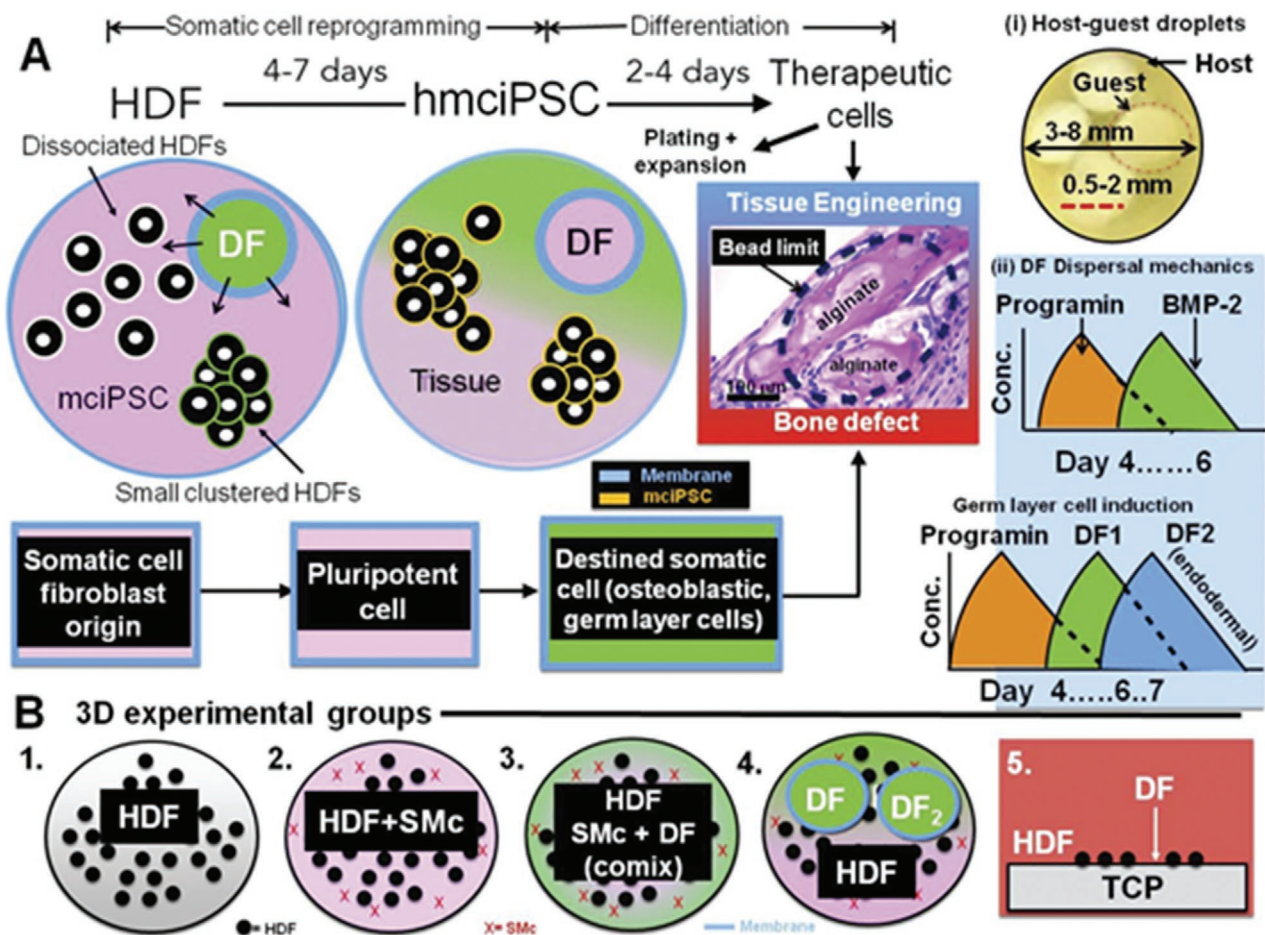 A
Somatic cell reprogramming
Differentiation
HDF
4-7 days
hmciPSC
2-4 days
Therapeutic
cells
Plating +
expansion
Dissociated HDFs
DF
mciPSC
Small clustered HDFs
DF
Tissue
Tissue Engineering
Bead limit
alginate
alginate
Bone defect
Membrane
mciPSC
Somatic cell
fibroblast
origin
Pluripotent
cell
Destined somatic
cell (osteoblastic,
germ layer cells)
(i) Host-guest droplets
Host
Guest
3-8 mm
0.5-2 mm
(ii) DF Dispersal mechanics
Programin
BMP-2
Conc.
Day 4......6
Germ layer cell induction
Programin
DF1
DF2
(endodermal)
Conc.
Day 4.....6..7
B 3D experimental groups
1.
HDF
2.
HDF+SMc
3.
HDF
SMc + DF
(comix)
4.
DF
DF2
HDF
5.
DF
HDF
TCP
= HDF
X= SMc
Membrane